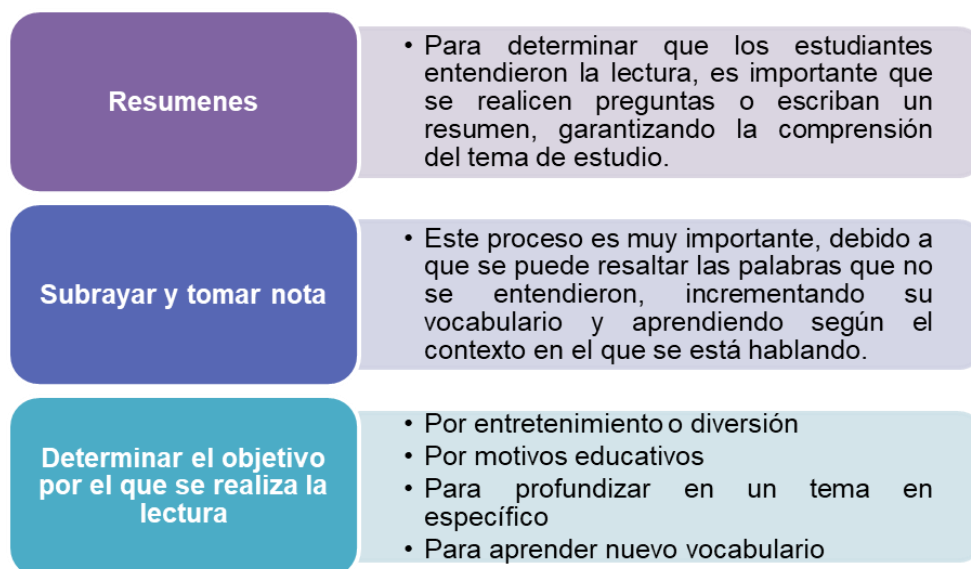 Resumenes
• Para determinar que los estudiantes
entendieron la lectura, es importante que
se realicen preguntas o escriban un
resumen, garantizando la comprensión
del tema de estudio.
Subrayar y tomar nota
• Este proceso es muy importante, debido a
que se puede resaltar las palabras que no
se entendieron, incrementando su
vocabulario y aprendiendo según el
contexto en el que se está hablando.
Determinar el objetivo
por el que se realiza la
lectura
• Por entretenimiento o diversión
• Por motivos educativos
• Para profundizar en un tema en
específico
• Para aprender nuevo vocabulario